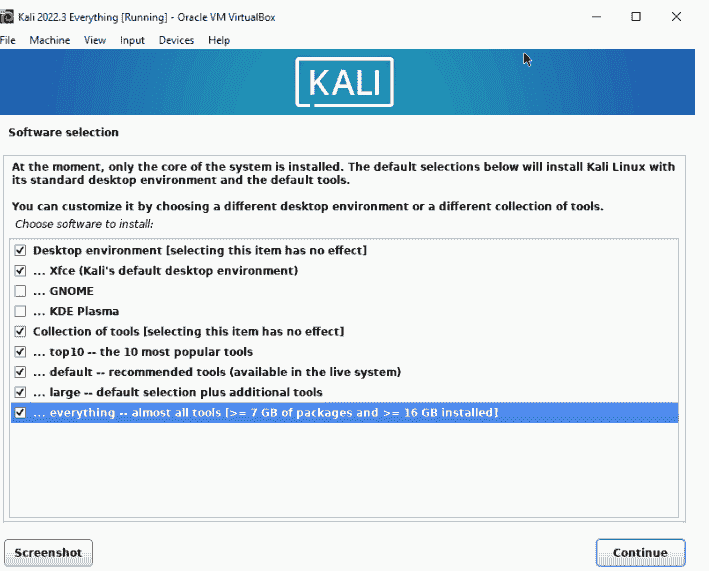 Kali 2022.3 Everything [Running] - Oracle VM VirtualBox
File Machine View Input Devices Help
KALI
Software selection
At the moment, only the core of the system is installed. The default selections below will install Kali Linux with
its standard desktop environment and the default tools.
You can customize it by choosing a different desktop environment or a different collection of tools.
Choose software to install:
Desktop environment [selecting this item has no effect]
... Xfce (Kali's default desktop environment)
... GNOME
... KDE Plasma
Collection of tools [selecting this item has no effect]
... top10 -- the 10 most popular tools
... default -- recommended tools (available in the live system)
... large -- default selection plus additional tools
... everything -- almost all tools [>= 7 GB of packages and >= 16 GB installed]
Screenshot Continue